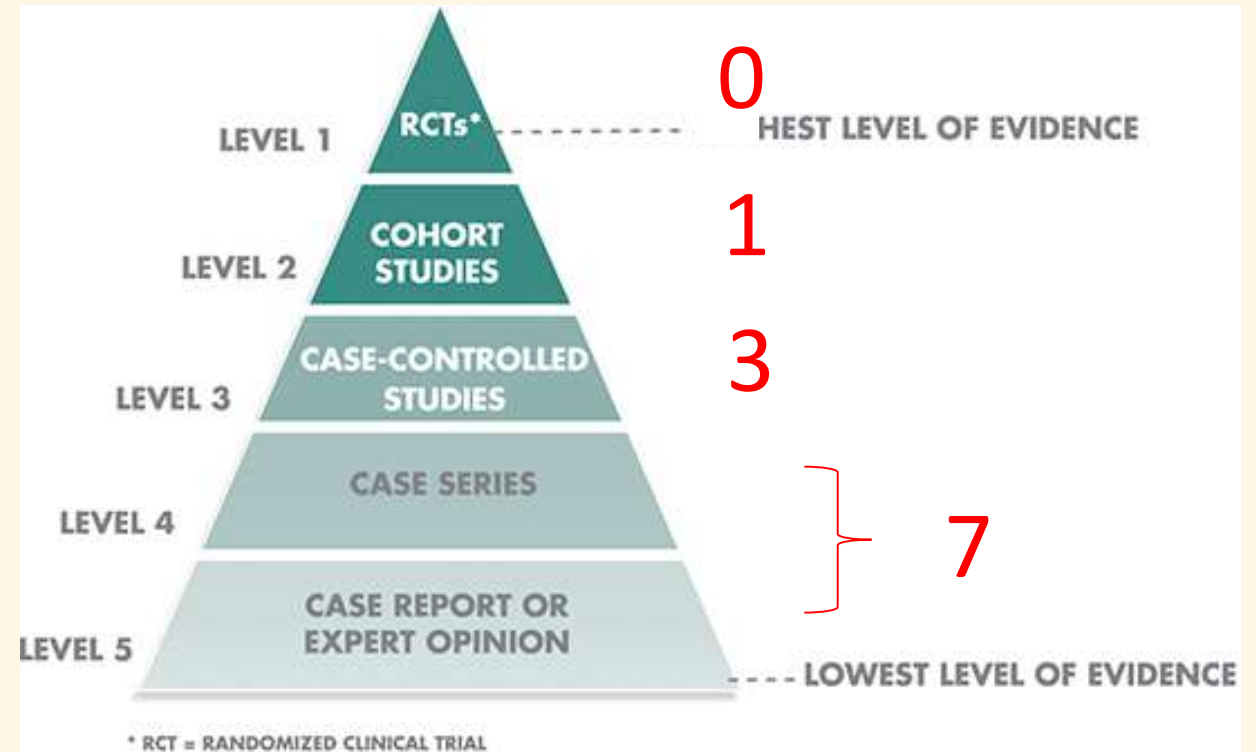 0
LEVEL 1
RCTs*
HEST LEVEL OF EVIDENCE
LEVEL 2
COHORT
STUDIES
1
LEVEL 3
CASE-CONTROLLED
STUDIES
3
LEVEL 4
CASE SERIES
7
LEVEL 5
CASE REPORT OR
EXPERT OPINION
LOWEST LEVEL OF EVIDENCE
* RCT = RANDOMIZED CLINICAL TRIAL